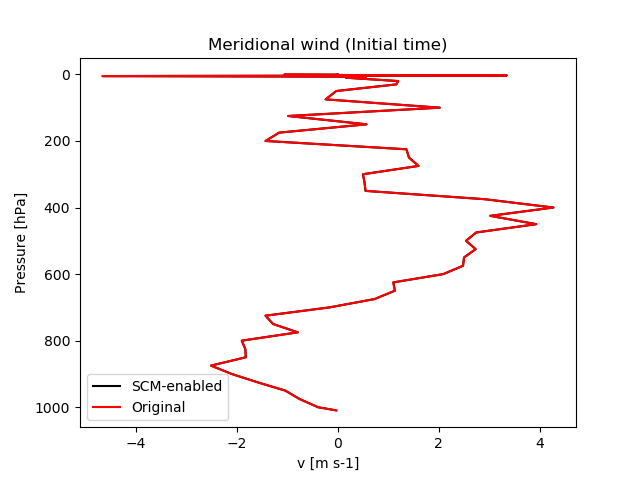 Meridional wind (Initial time)
0
200
400
600
800
1000
Pressure [hPa]
SCM-enabled
Original
−4
−2
0
2
4
v [m s-1]